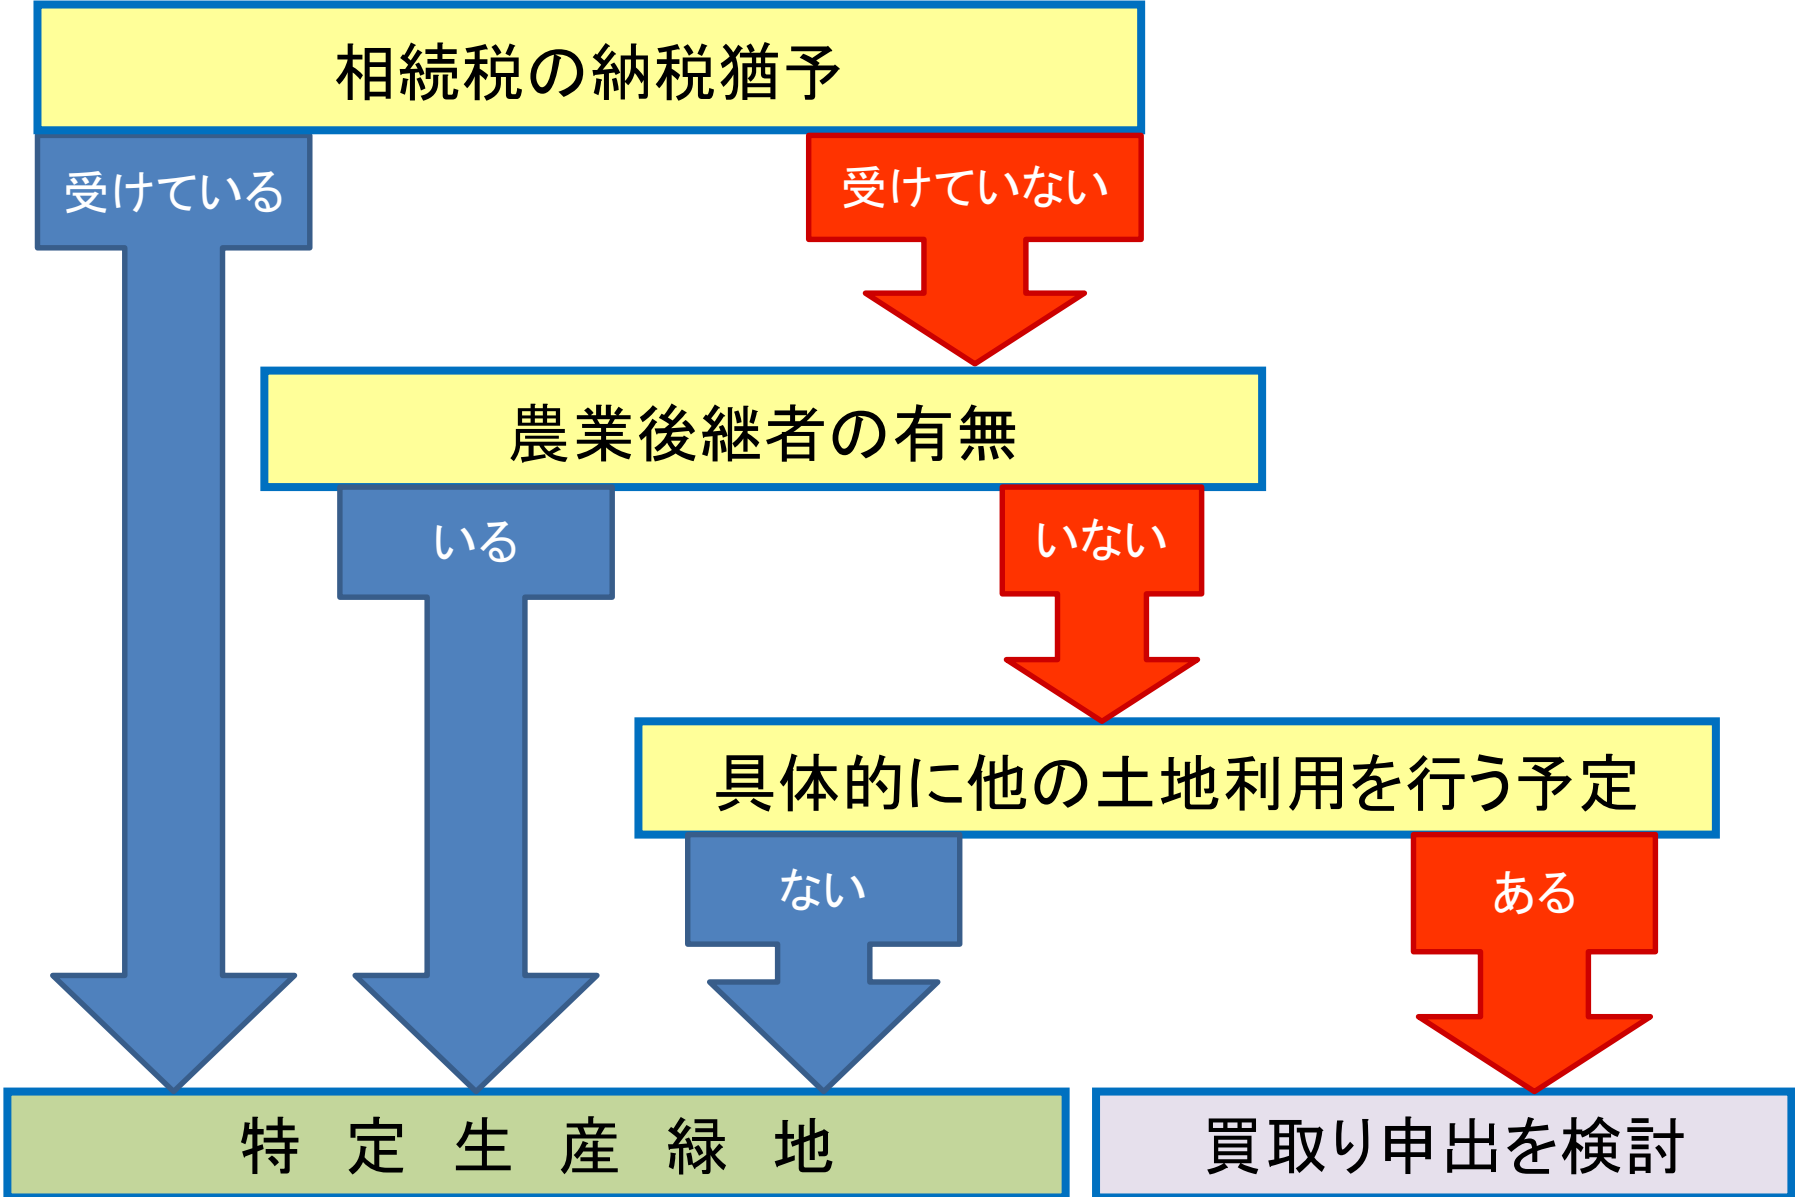 相続税の納税猶予
受けている
受けていない
農業後継者の有無
いる
いない
具体的に他の土地利用を行う予定
ない
ある
特定生産緑地
買取り申出を検討